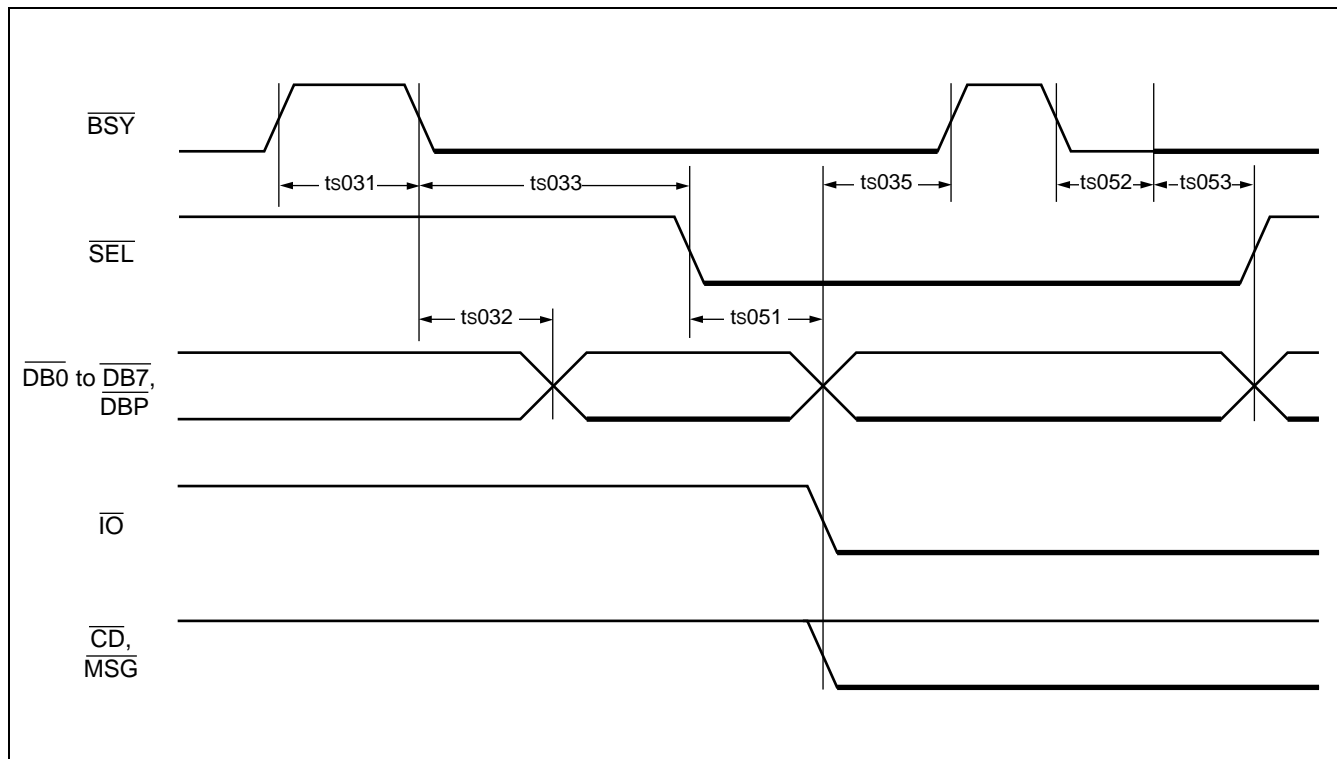 BSY
ts031
ts033
ts035
ts052
ts053
SEL
ts032
ts051
DB0 to DB7,
DBP
IO
CD,
MSG